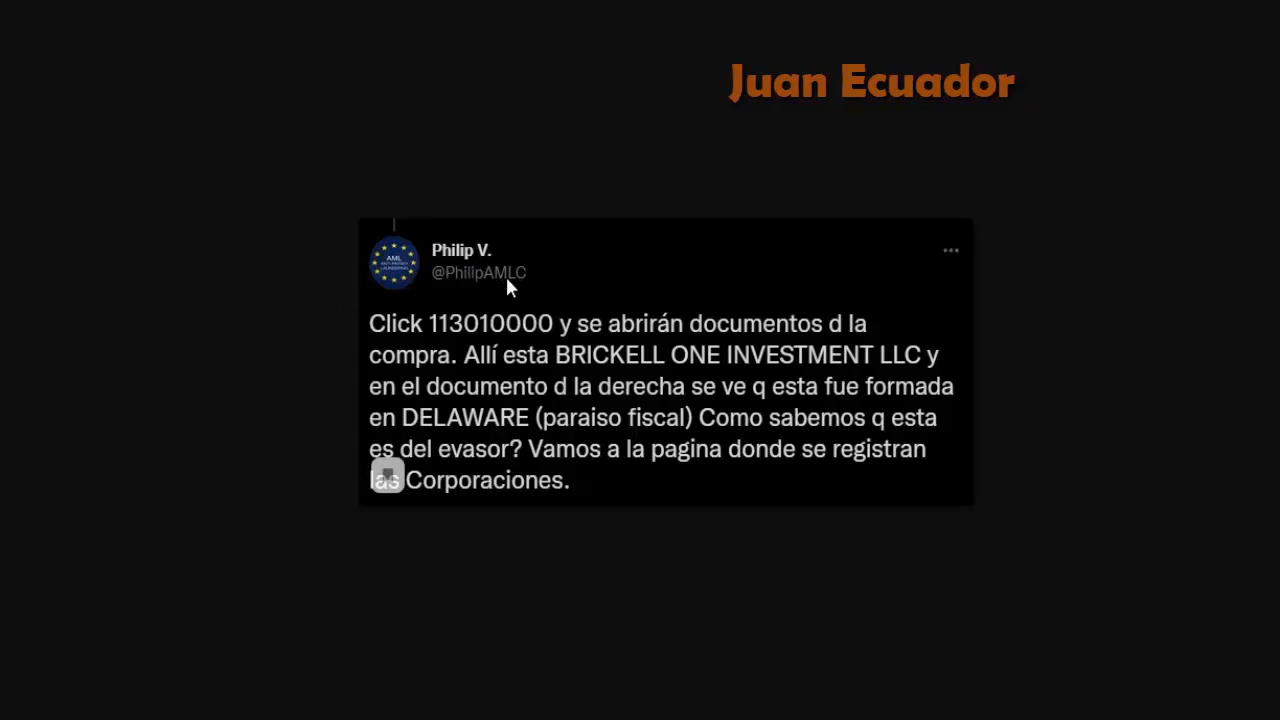 Juan Ecuador
Philip V.
@PhilipAMLC
AML
Click 113010000 y se abrirán documentos d la
compra. Allí esta BRICKELL ONE INVESTMENT LLC y
en el documento d la derecha se ve q esta fue formada
en DELAWARE (paraiso fiscal) Como sabemos q esta
es del evasor? Vamos a la pagina donde se registran
las Corporaciones.